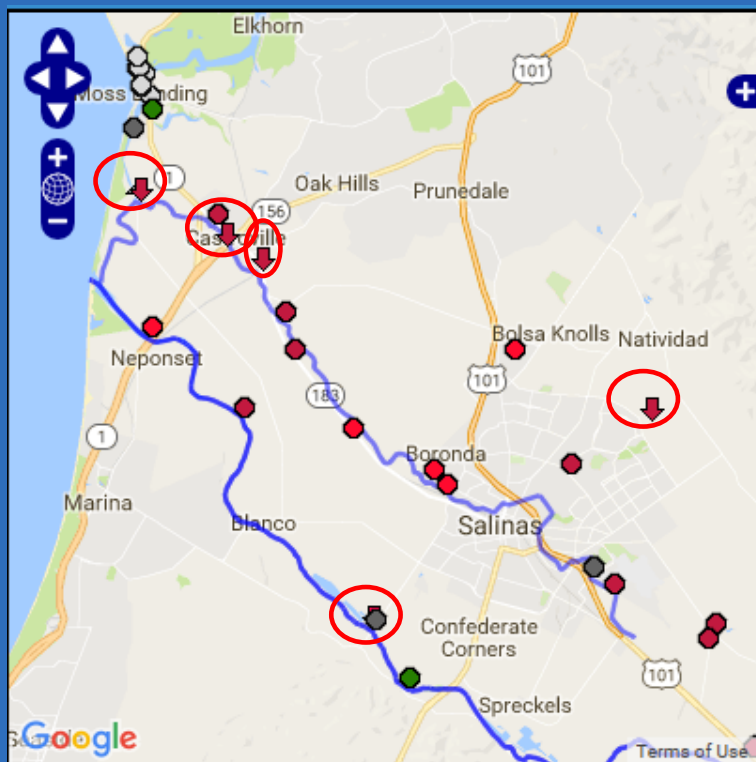 Elkhorn
101
Moss Landing
1
Oak Hills
Prunedale
156
Castroville
Bolsa Knolls
Natividad
Neponset
101
183
1
Boronda
Marina
Salinas
Blanco
Confederate
Corners
101
Spreckels
Google
Terms of Use